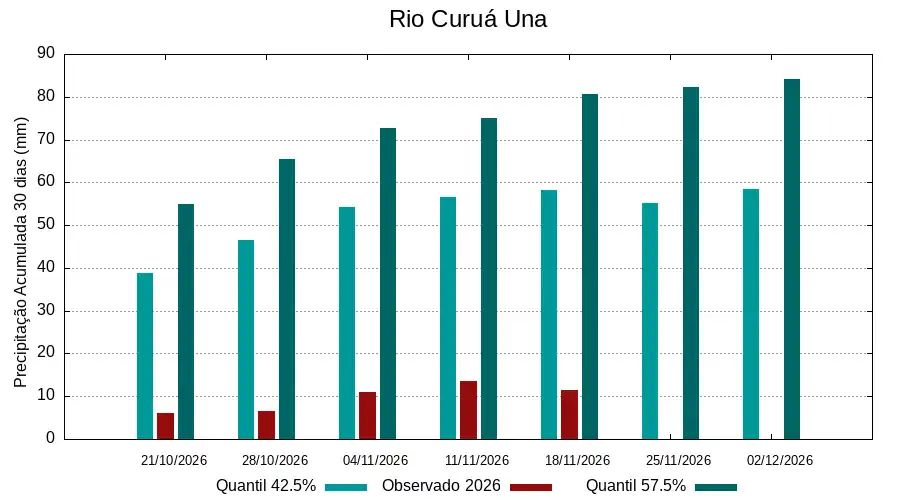 Rio Curuá Una
Precipitação Acumulada 30 dias (mm)
90
80
70
60
50
40
30
20
10
0
21/10/2026 28/10/2026 04/11/2026 11/11/2026 18/11/2026 25/11/2026 02/12/2026
Quantil 42.5% Observado 2026 Quantil 57.5%